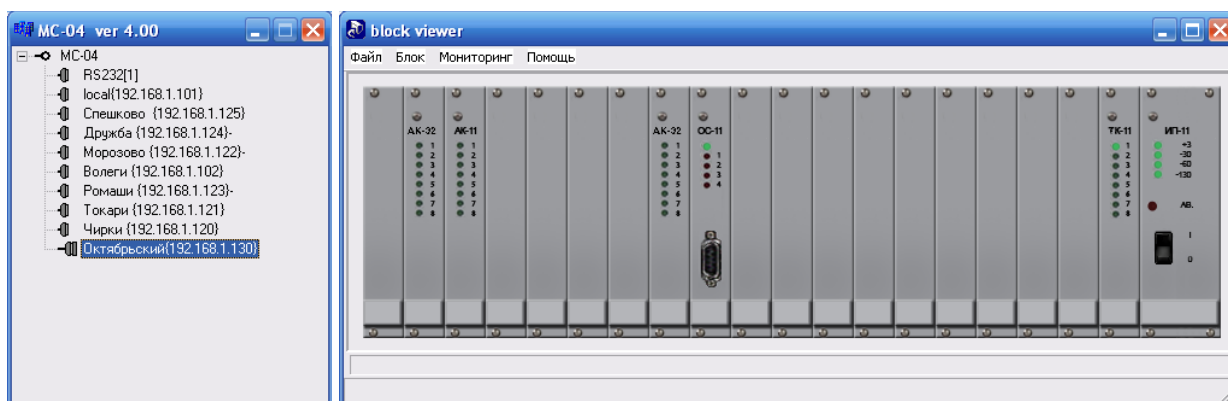 MC-04 ver 4.00
MC-04
RS232[1]
local{192.168.1.101}
Спешково {192.168.1.125}
Дружба {192.168.1.124}-
Морозово {192.168.1.122}-
Волеги {192.168.1.102}
Ромаши {192.168.1.123}-
Токари {192.168.1.121}
Чирки {192.168.1.120}
Октябрьский{192.168.1.130}
block viewer
Файл Блок Мониторинг Помощь
АК-32
1
2
3
4
5
6
7
8
АК-11
1
2
3
4
5
6
7
8
АК-32
1
2
3
4
5
6
7
8
ОС-11
1
2
3
4
ТК-11
1
2
3
4
5
6
7
8
ИП-11
+3
-30
-60
-130
АВ.
1
0